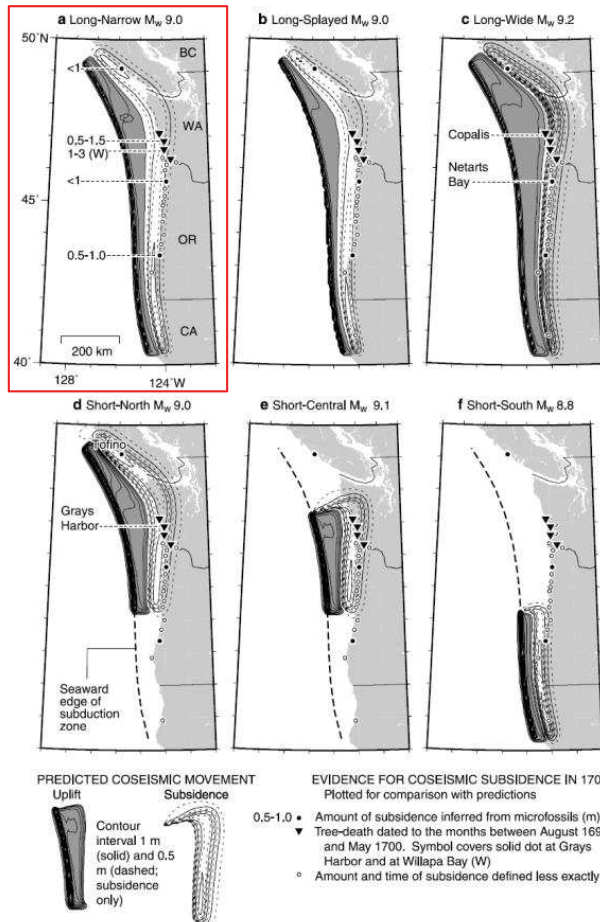 a Long-Narrow Mw 9.0
b Long-Splayed Mw 9.0
c Long-Wide Mw 9.2
50°N
BC
<1
WA
0.5-1.5
1-3 (W)
<1
Copalis
Netarts
Bay
45°
OR
0.5-1.0
CA
200 km
40°
128°
124°W
d Short-North Mw 9.0
e Short-Central Mw 9.1
f Short-South Mw 8.8
Tofino
Grays
Harbor
Seaward
edge of
subduction
zone
PREDICTED COSEISMIC MOVEMENT
Uplift
Subsidence
Contour
interval 1 m
(solid) and 0.5
m (dashed;
subsidence
only)
EVIDENCE FOR COSEISMIC SUBSIDENCE IN 170
Plotted for comparison with predictions
0.5-1.0 • Amount of subsidence inferred from microfossils (m)
▼ Tree-death dated to the months between August 169
and May 1700. Symbol covers solid dot at Grays
Harbor and at Willapa Bay (W)
○ Amount and time of subsidence defined less exactly